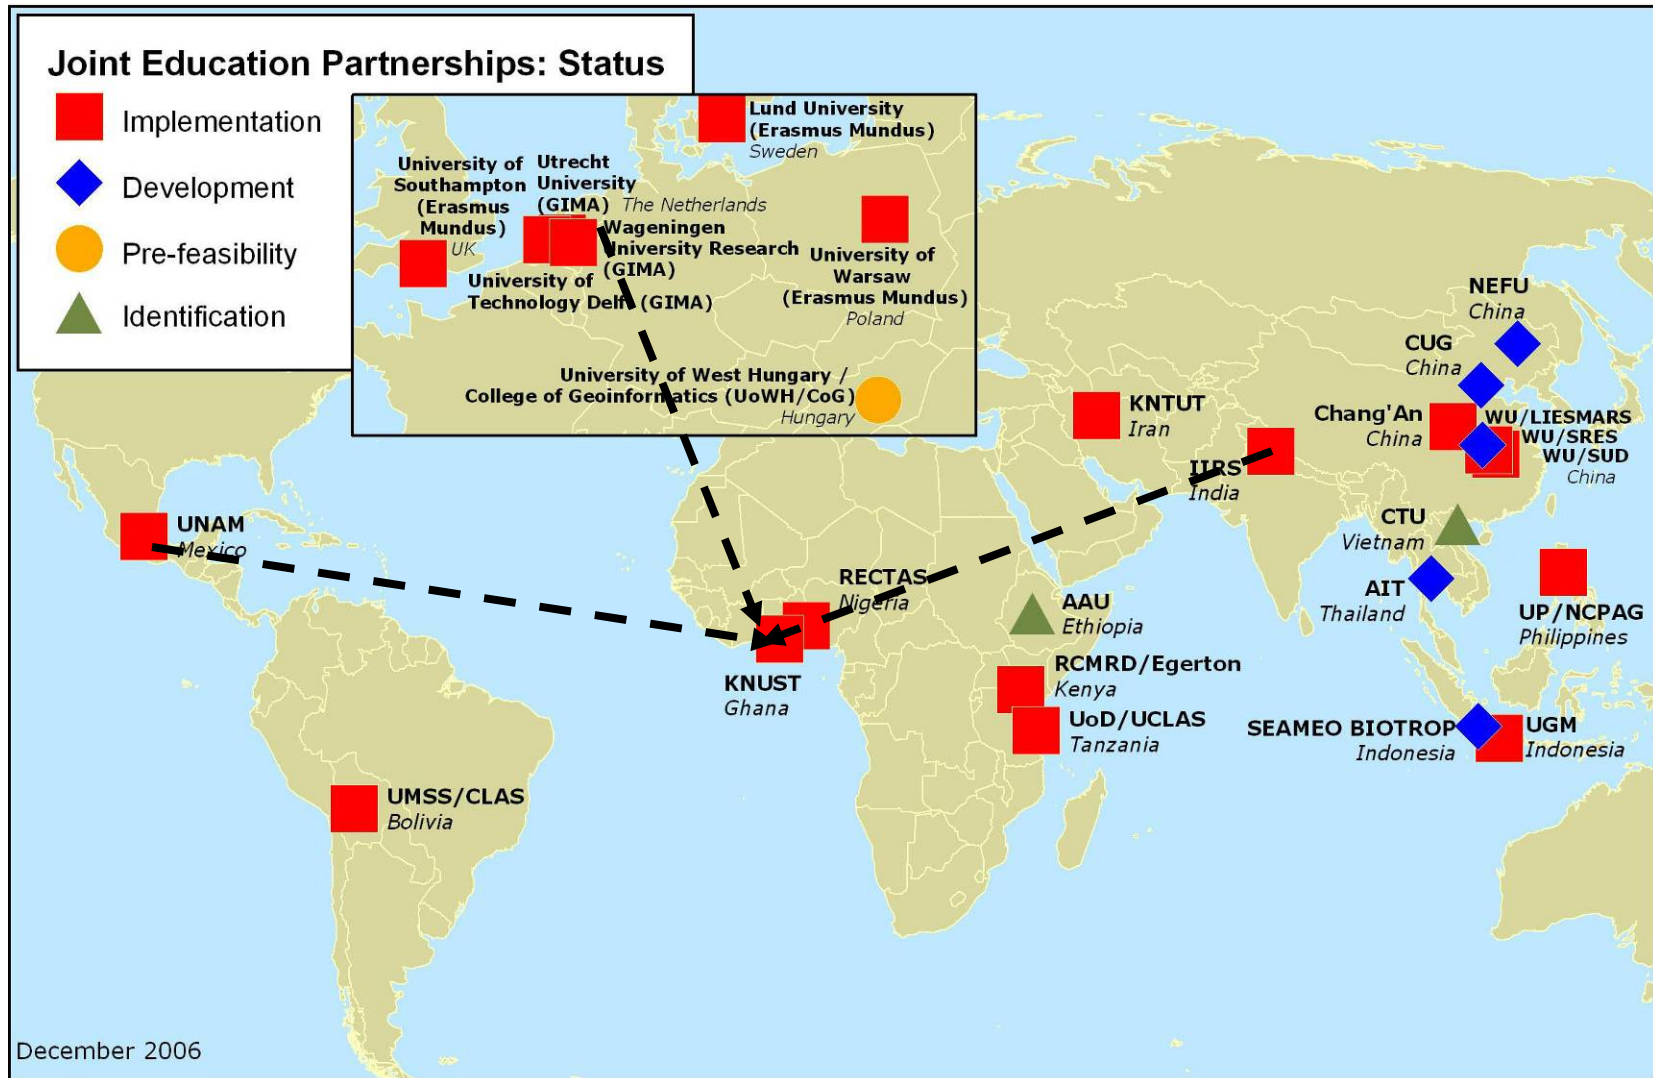 Joint Education Partnerships: Status
Implementation
Development
Pre-feasibility
Identification
Lund University
(Erasmus Mundus)
Sweden
University of
Southampton
(Erasmus
Mundus)
UK
Utrecht
University
(GIMA)
The Netherlands
Wageningen
University Research
(GIMA)
University of
Technology Delft (GIMA)
University of
Warsaw
(Erasmus Mundus)
Poland
University of West Hungary /
College of Geoinformatics (UoWH/CoG)
Hungary
NEFU
China
CUG
China
KNTUT
Iran
Chang'An
China
WU/LIESMARS
WU/SRES
WU/SUD
China
IIRS
India
UNAM
Mexico
CTU
Vietnam
AIT
Thailand
RECTAS
Nigeria
AAU
Ethiopia
UP/NCPAG
Philippines
KNUST
Ghana
RCMRD/Egerton
Kenya
UoD/UCLAS
Tanzania
SEAMEO BIOTROP
Indonesia
UGM
Indonesia
UMSS/CLAS
Bolivia
December 2006